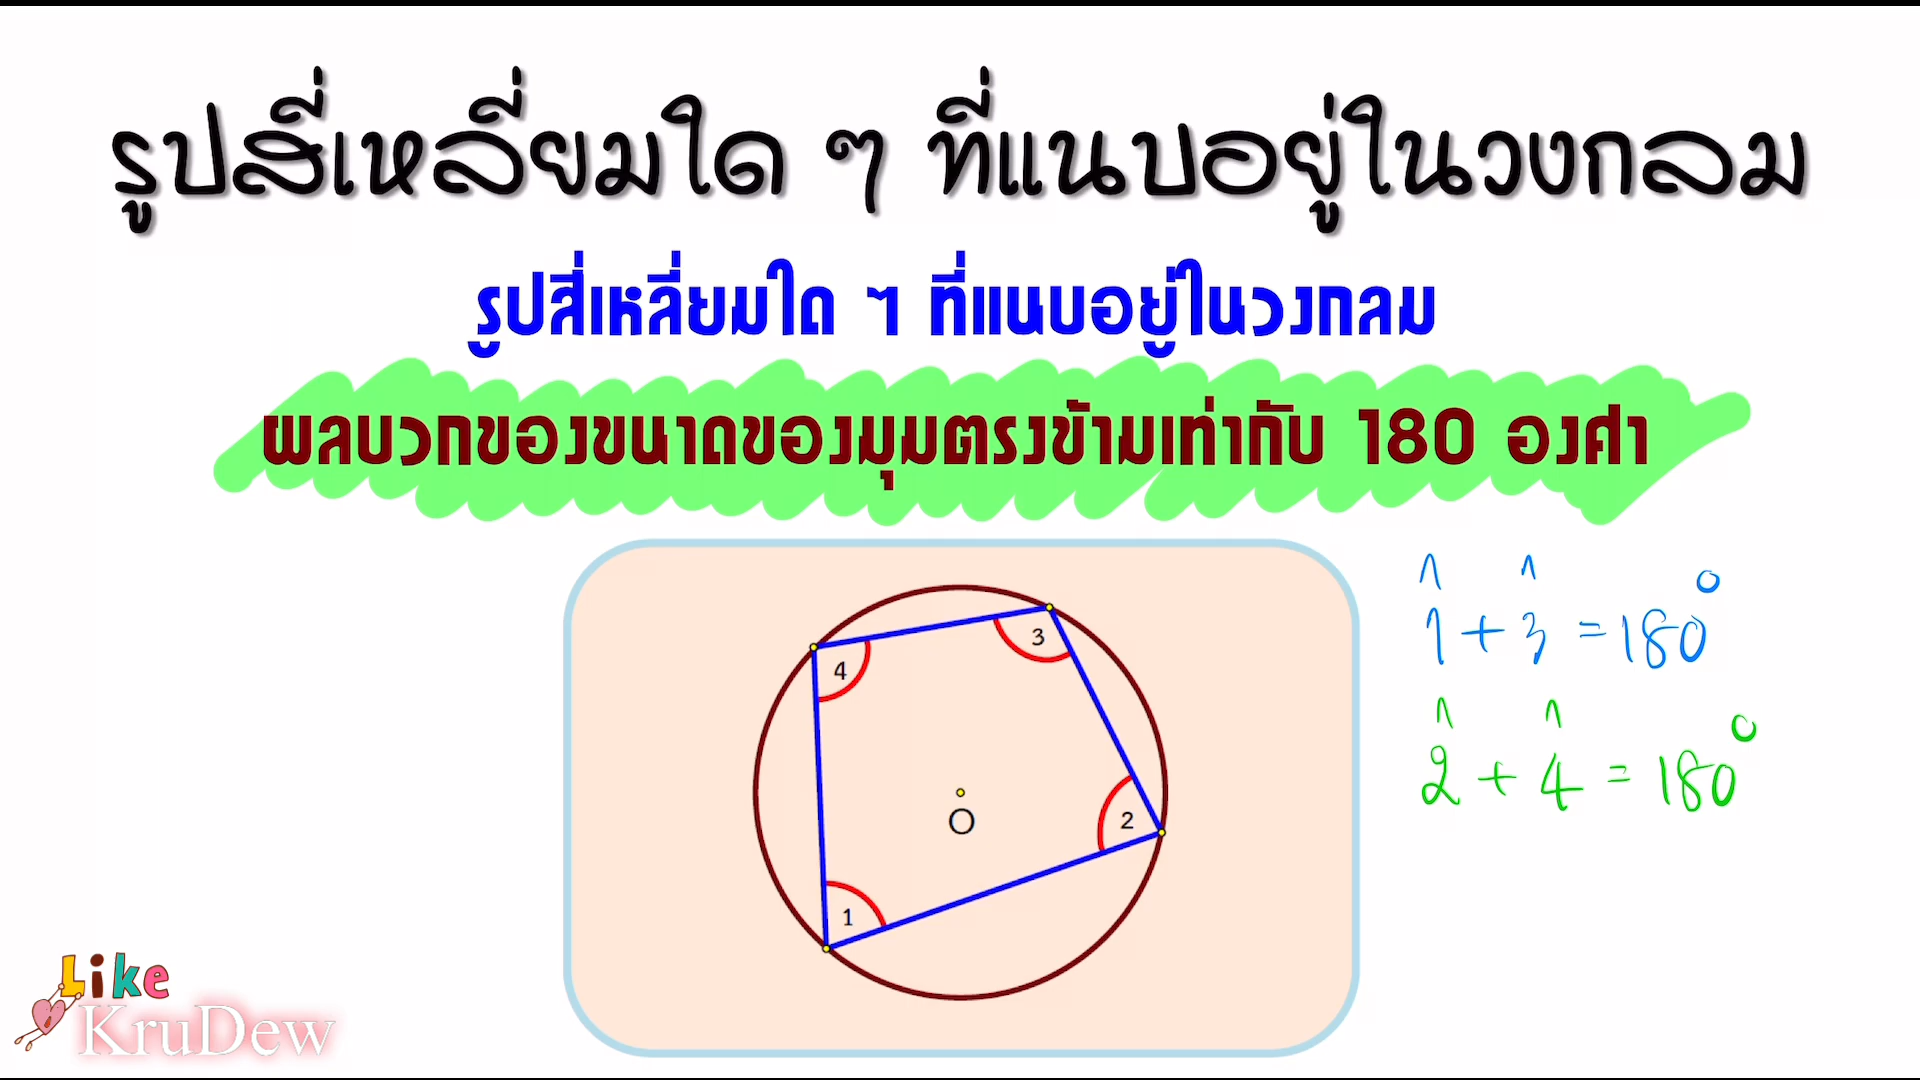 รูปสี่เหลี่ยมใด ๆ ที่แนบอยู่ในวงกลม
รูปสี่เหลี่ยมใด ๆ ที่แนบอยู่ในวงกลม
ผลบวกของขนาดของมุมตรงข้ามเท่ากับ 180 องศา
3
4
O
2
1
1̂ + 3̂ = 180°
2̂ + 4̂ = 180°
Like
KruDew